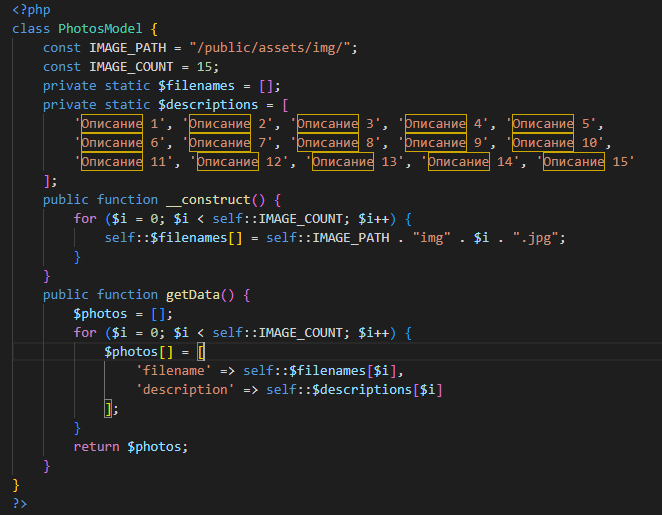 <?php
class PhotosModel {
    const IMAGE_PATH = "/public/assets/img/";
    const IMAGE_COUNT = 15;
    private static $filenames = [];
    private static $descriptions = [
        'Описание 1', 'Описание 2', 'Описание 3', 'Описание 4', 'Описание 5',
        'Описание 6', 'Описание 7', 'Описание 8', 'Описание 9', 'Описание 10',
        'Описание 11', 'Описание 12', 'Описание 13', 'Описание 14', 'Описание 15'
    ];
    public function __construct() {
        for ($i = 0; $i < self::IMAGE_COUNT; $i++) {
            self::$filenames[] = self::IMAGE_PATH . "img" . $i . ".jpg";
        }
    }
    public function getData() {
        $photos = [];
        for ($i = 0; $i < self::IMAGE_COUNT; $i++) {
            $photos[] = [
                'filename' => self::$filenames[$i],
                'description' => self::$descriptions[$i]
            ];
        }
        return $photos;
    }
}
?>